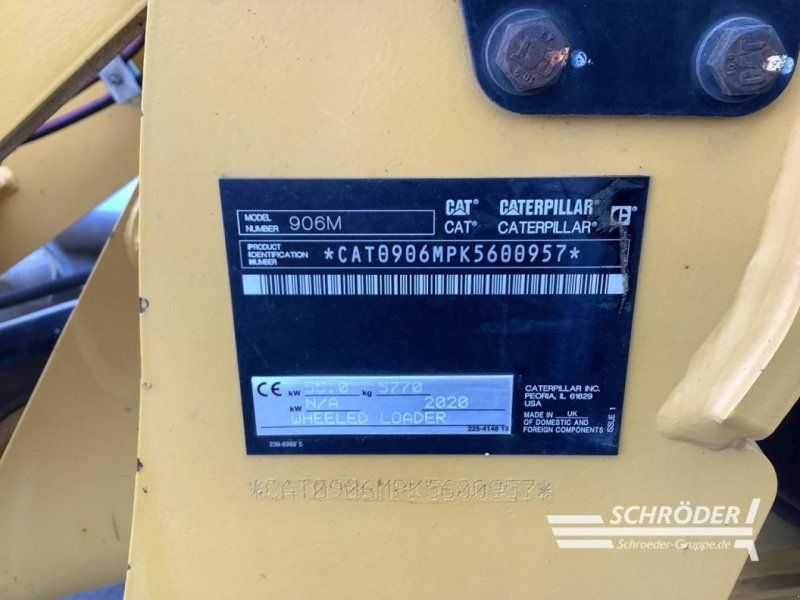 MODEL NUMBER 906M
CAT® CATERPILLAR®
CAT® CATERPILLAR®
PRODUCT IDENTIFICATION NUMBER *CAT0906MPK5600957*
CE kW 55.0 kg 5770
kW N/A 2020
WHEELED LOADER
225-4148 13
CATERPILLAR INC.
PEORIA, IL 61629
USA
MADE IN UK
OF DOMESTIC AND
FOREIGN COMPONENTS
ISSUE 1
*CAT0906MPK5600957*
SCHRÖDER
Schroeder-Gruppe.de